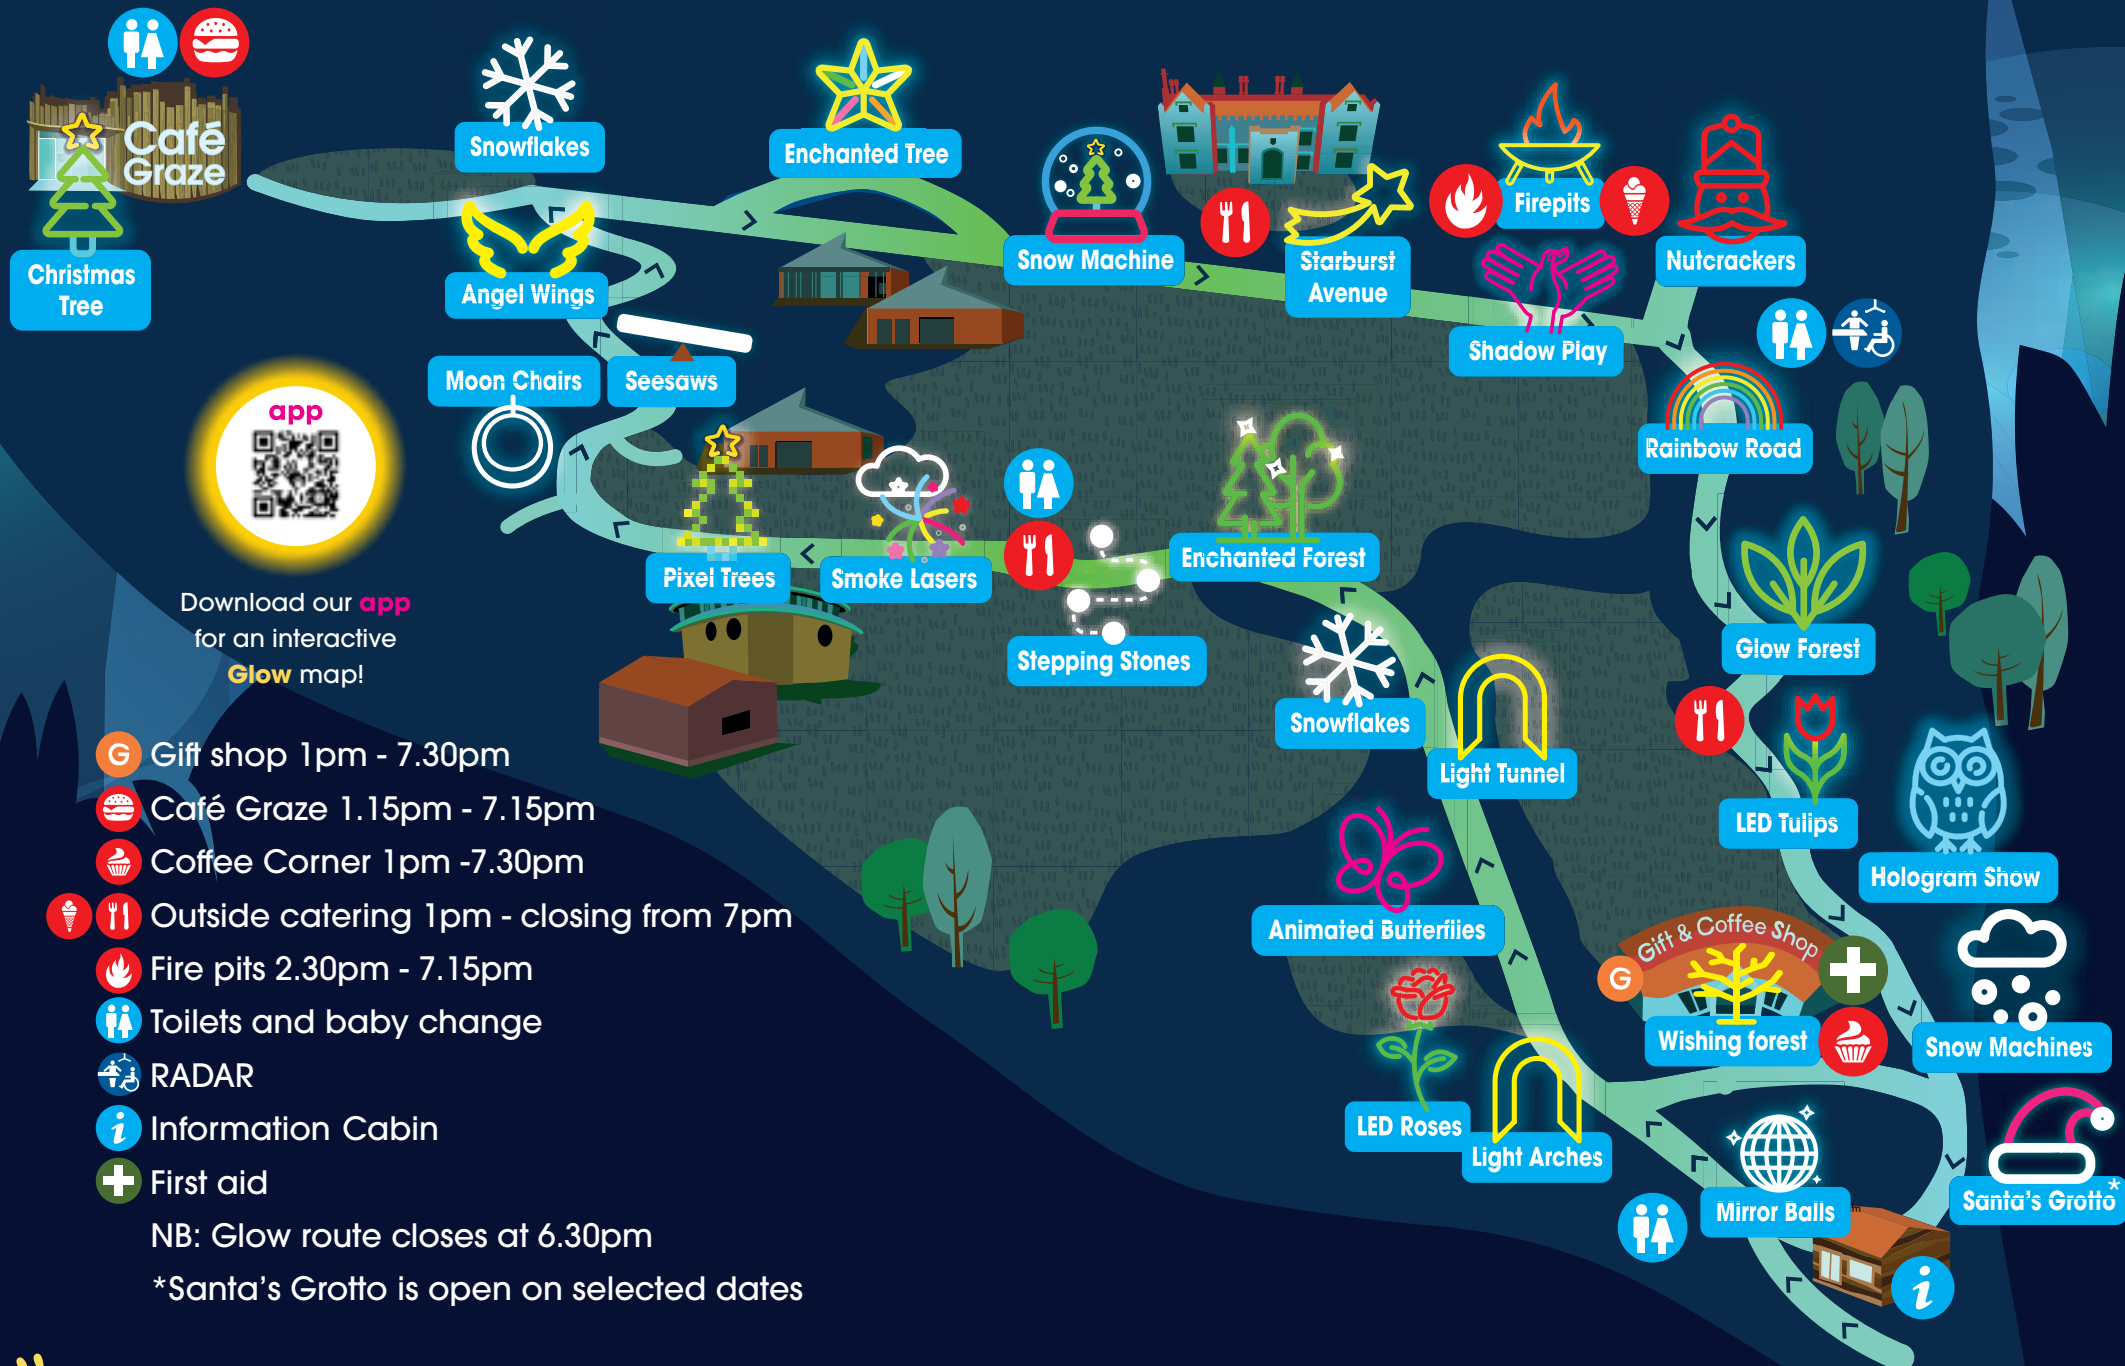 Café
Graze
Christmas
Tree
Snowflakes
Enchanted Tree
Snow Machine
Starburst
Avenue
Firepits
Nutcrackers
Angel Wings
Shadow Play
Moon Chairs
Seesaws
Rainbow Road
app
Pixel Trees
Smoke Lasers
Enchanted Forest
Stepping Stones
Glow Forest
Snowflakes
Light Tunnel
LED Tulips
Hologram Show
Animated Butterflies
Gift & Coffee Shop
G
Wishing forest
Snow Machines
LED Roses
Light Arches
Mirror Balls
Santa's Grotto*
i
Download our app
for an interactive
Glow map!
G Gift shop 1pm - 7.30pm
Café Graze 1.15pm - 7.15pm
Coffee Corner 1pm -7.30pm
Outside catering 1pm - closing from 7pm
Fire pits 2.30pm - 7.15pm
Toilets and baby change
RADAR
i Information Cabin
First aid
NB: Glow route closes at 6.30pm
*Santa's Grotto is open on selected dates